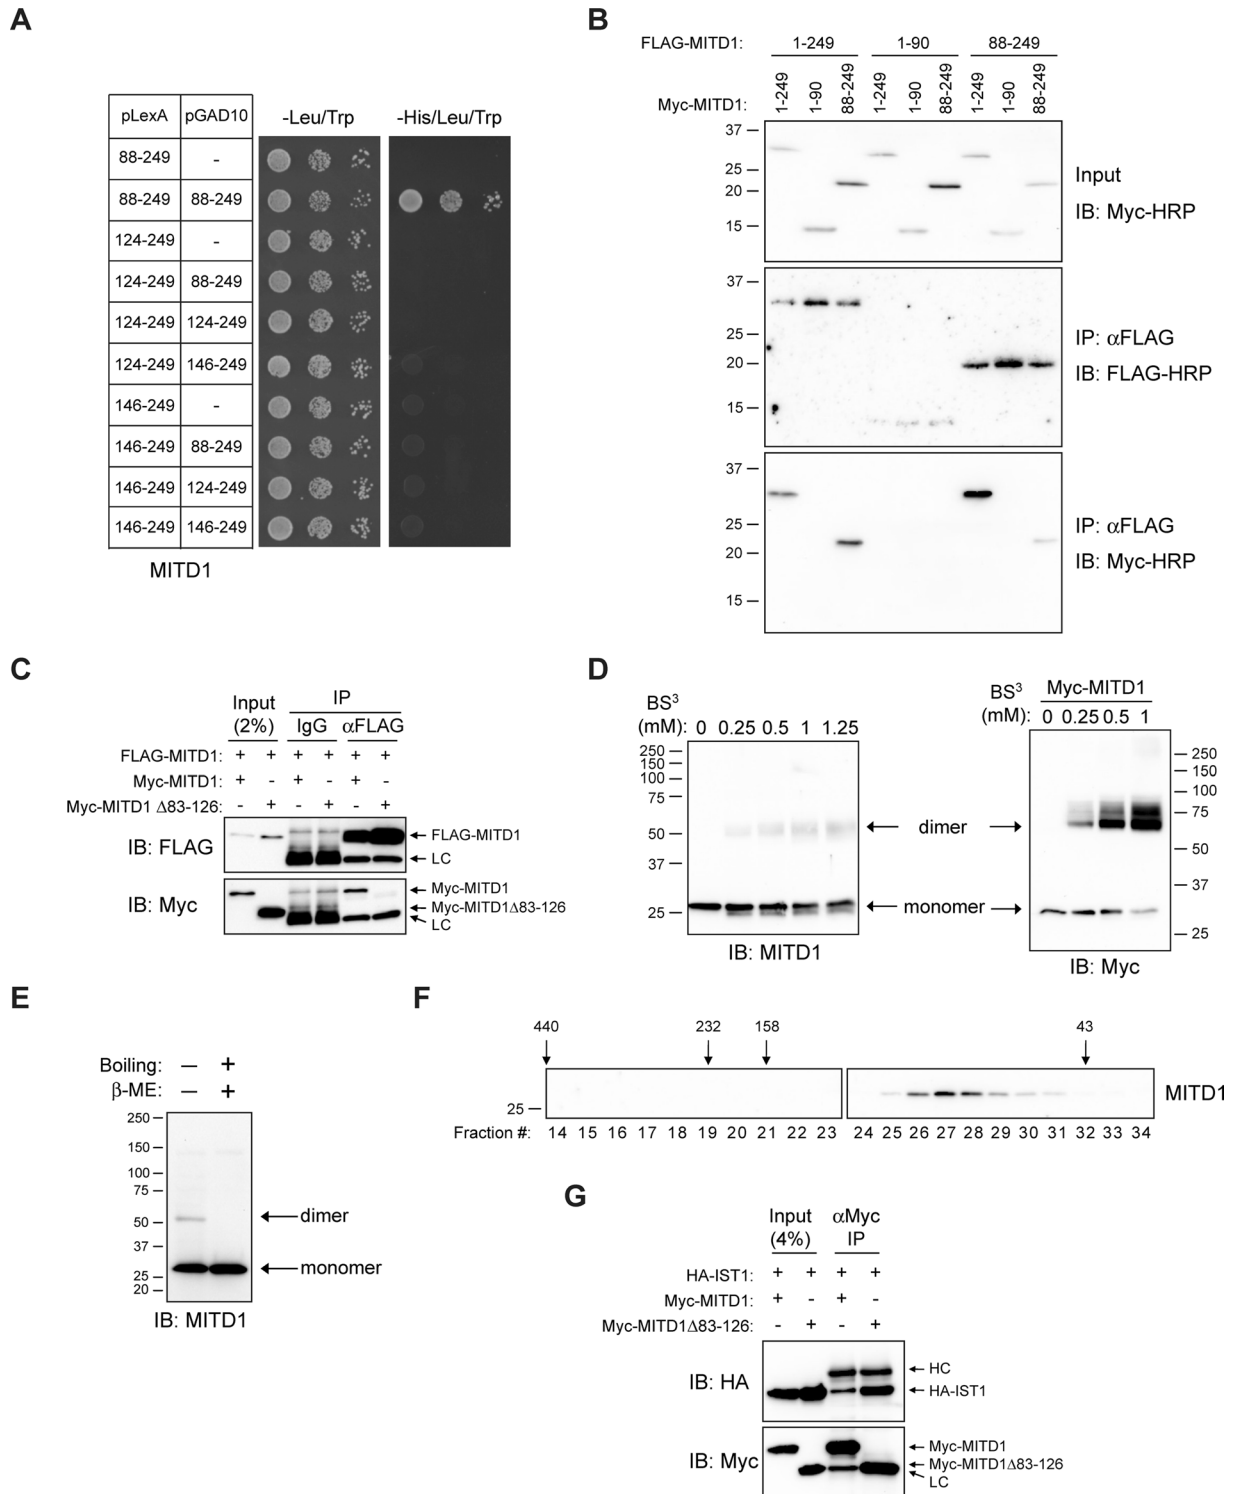 A
pLexA pGAD10 -Leu/Trp -His/Leu/Trp
88-249 -
88-249 88-249
124-249 -
124-249 88-249
124-249 124-249
124-249 146-249
146-249 -
146-249 88-249
146-249 124-249
146-249 146-249
MITD1
B
FLAG-MITD1: 1-249 1-90 88-249
Myc-MITD1: 1-249 1-90 88-249 1-249 1-90 88-249 1-249 1-90 88-249
37
25
20
15
Input
IB: Myc-HRP
37
25
20
15
IP: αFLAG
IB: FLAG-HRP
37
25
20
15
IP: αFLAG
IB: Myc-HRP
C
Input (2%) IP
IgG αFLAG
FLAG-MITD1: + + + + + +
Myc-MITD1: + - + - + -
Myc-MITD1 Δ83-126: - + - + - +
IB: FLAG
FLAG-MITD1
LC
IB: Myc
Myc-MITD1
Myc-MITD1Δ83-126
LC
D
BS³
(mM): 0 0.25 0.5 1 1.25
250
150
100
75
50
37
25
IB: MITD1
dimer
monomer
Myc-MITD1
BS³
(mM): 0 0.25 0.5 1
250
150
100
75
50
37
25
IB: Myc
E
Boiling: – +
β-ME: – +
250
150
100
75
50
37
25
20
dimer
monomer
IB: MITD1
F
440 232 158 43
25
MITD1
Fraction #: 14 15 16 17 18 19 20 21 22 23 24 25 26 27 28 29 30 31 32 33 34
G
Input (4%) αMyc IP
HA-IST1: + + + +
Myc-MITD1: + - + -
Myc-MITD1Δ83-126: - + - +
IB: HA
HC
HA-IST1
IB: Myc
Myc-MITD1
Myc-MITD1Δ83-126
LC